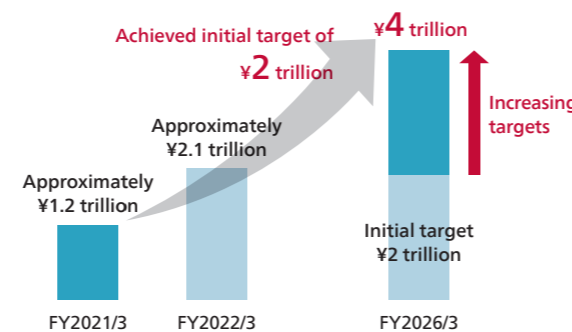 Achieved initial target of
¥2 trillion
¥4 trillion
Increasing
targets
Approximately
¥2.1 trillion
Approximately
¥1.2 trillion
Initial target
¥2 trillion
FY2021/3
FY2022/3
FY2026/3